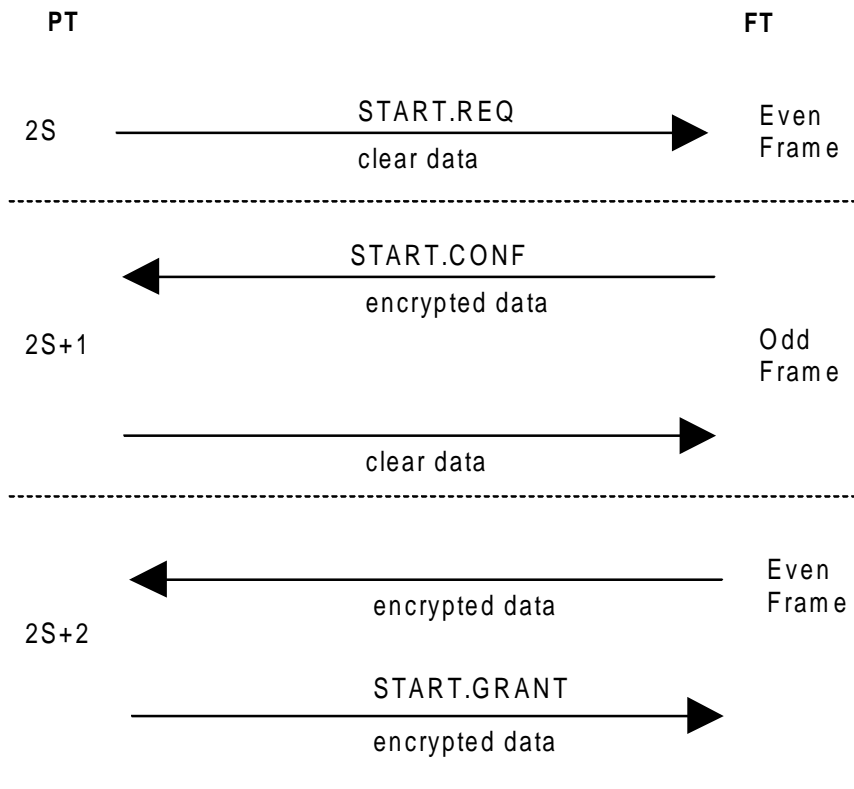 PT
FT
START.REQ
2S
clear data
Even
Frame
START.CONF
encrypted data
2S+1
Odd
Frame
clear data
encrypted data
Even
Frame
2S+2
START.GRANT
encrypted data